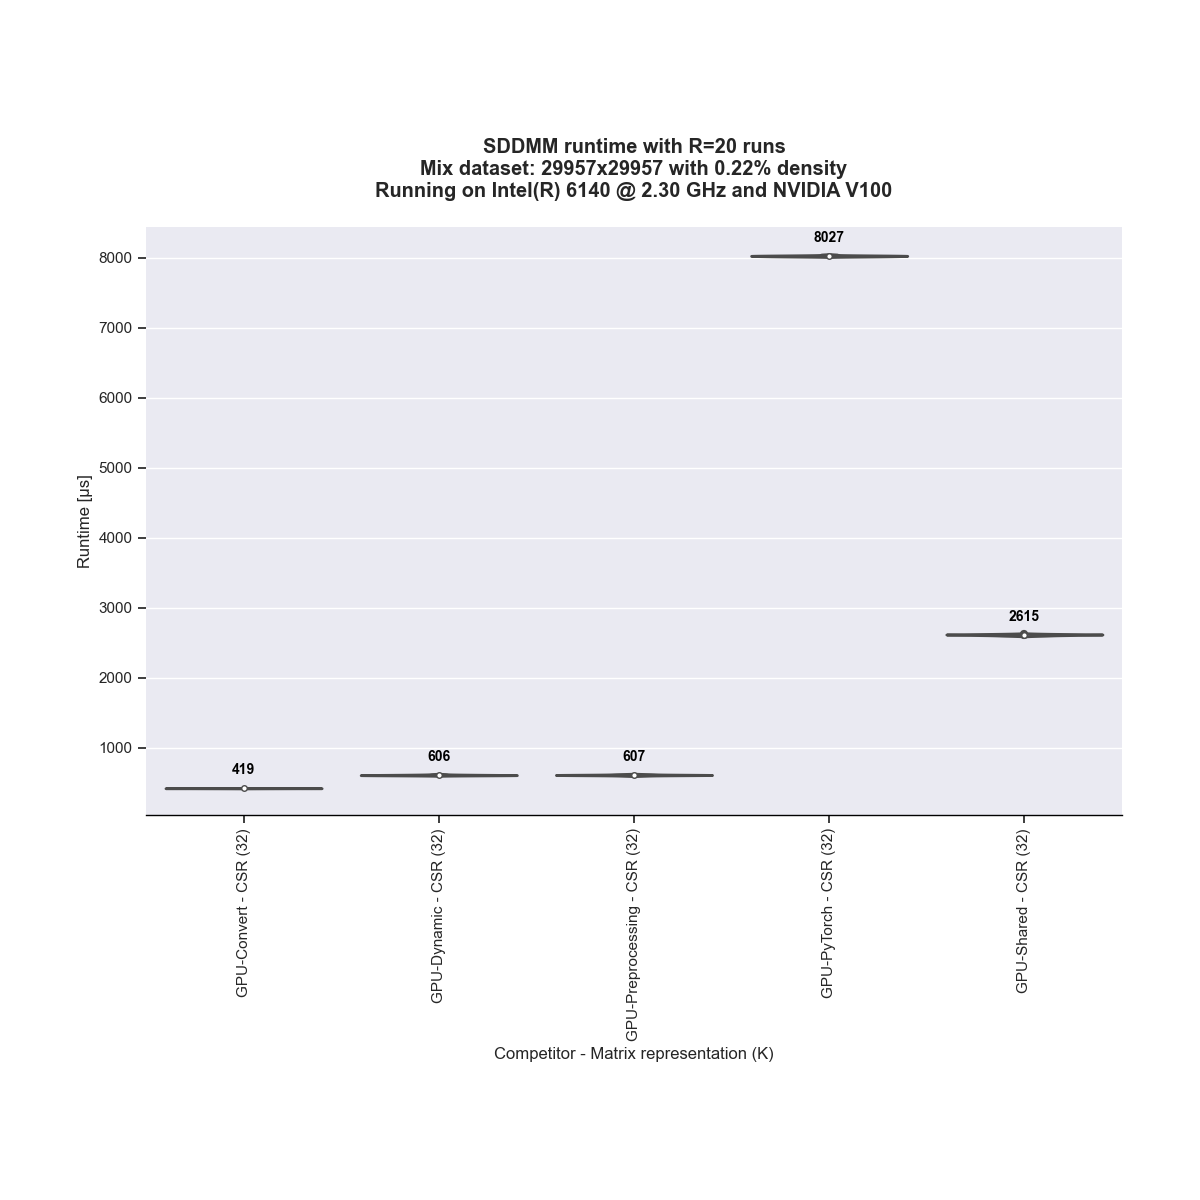 SDDMM runtime with R=20 runs
Mix dataset: 29957x29957 with 0.22% density
Running on Intel(R) 6140 @ 2.30 GHz and NVIDIA V100
Runtime [µs]
8000
7000
6000
5000
4000
3000
2000
1000
419
606
607
8027
2615
GPU-Convert - CSR (32)
GPU-Dynamic - CSR (32)
GPU-Preprocessing - CSR (32)
GPU-PyTorch - CSR (32)
GPU-Shared - CSR (32)
Competitor - Matrix representation (K)